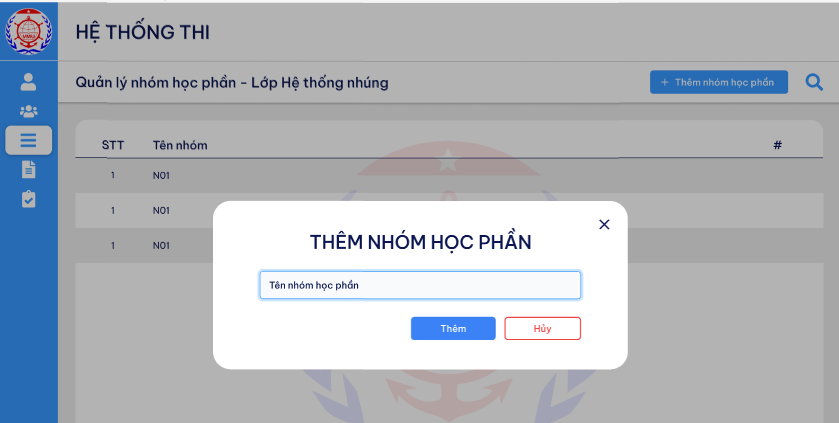 VMU
HỆ THỐNG THI
Quản lý nhóm học phần - Lớp Hệ thống nhúng
+ Thêm nhóm học phần
STT Tên nhóm #
1 N01
1 N01
1 N01
THÊM NHÓM HỌC PHẦN
Tên nhóm học phần
Thêm Hủy